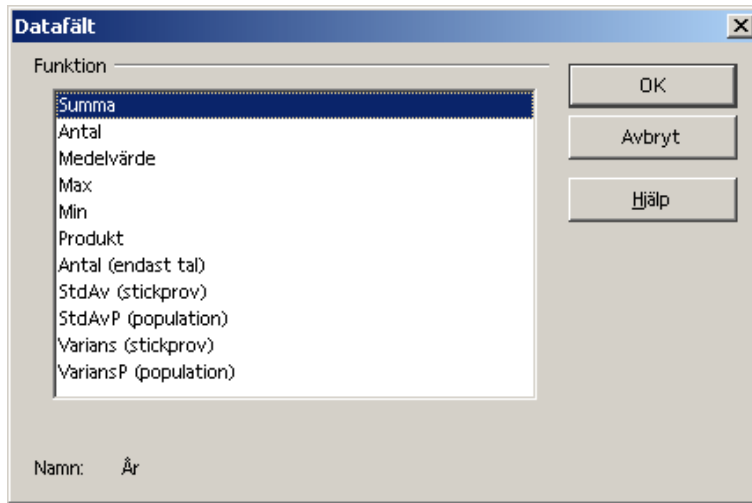 Datafält
Funktion
Summa
Antal
Medelvärde
Max
Min
Produkt
Antal (endast tal)
StdAv (stickprov)
StdAvP (population)
Varians (stickprov)
VariansP (population)
OK
Avbryt
Hjälp
Namn: År